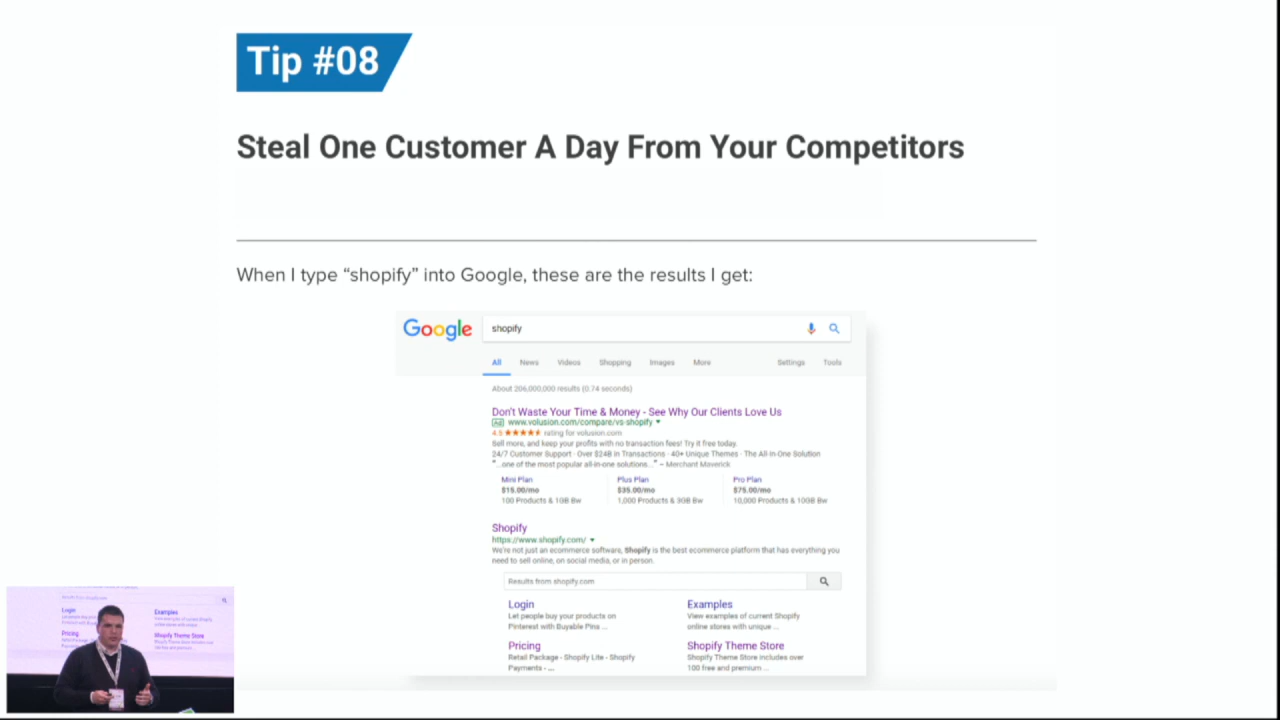 Tip #08
Steal One Customer A Day From Your Competitors
When I type “shopify” into Google, these are the results I get:
Google
shopify
All News Videos Shopping Images More Settings Tools
About 206,000,000 results (0.74 seconds)
Don't Waste Your Time & Money - See Why Our Clients Love Us
Ad www.volusion.com/compare/vs-shopify
4.5 ★★★★★ rating for volusion.com
Sell more, and keep your profits with no transaction fees! Try it free today.
24/7 Customer Support · Over $24B in Transactions · 40+ Unique Themes · The All In One Solution
"...one of the most popular all-in-one solutions..." – Merchant Maverick
Mini Plan Plus Plan Pro Plan
$15.00/mo $35.00/mo $75.00/mo
100 Products & 1GB Bw 1,000 Products & 3GB Bw 10,000 Products & 10GB Bw
Shopify
https://www.shopify.com/
We're not just an ecommerce software, Shopify is the best ecommerce platform that has everything you
need to sell online, on social media, or in person.
Results from shopify.com
Login
Let people buy your products on
Pinterest with Buyable Pins ...
Examples
View examples of current Shopify
online stores with unique ...
Pricing
Retail Package - Shopify Lite - Shopify
Payments - ...
Shopify Theme Store
Shopify Theme Store includes over
100 free and premium ...
Login
Examples
Pricing
Shopify Theme Store